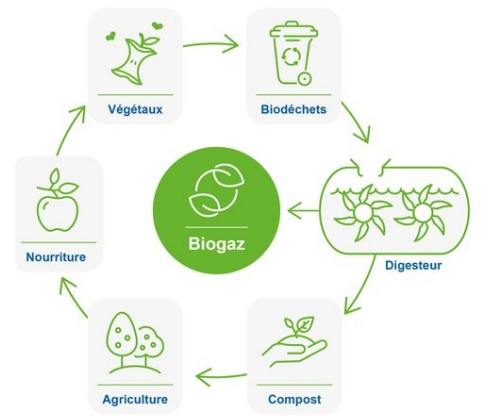 Végétaux
Biodéchets
Nourriture
Biogaz
Digesteur
Agriculture
Compost